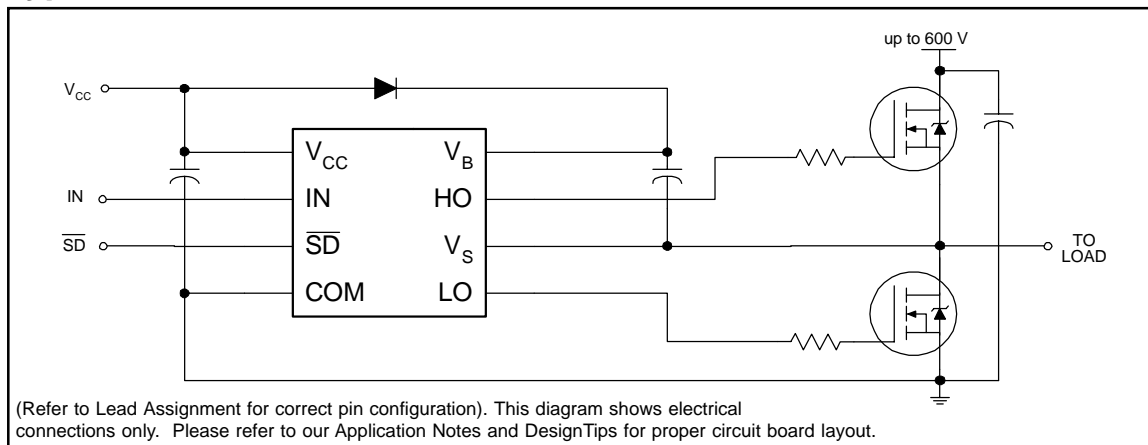 up to 600 V
VCC
VCC
VB
IN
IN
HO
SD
SD
VS
TO
LOAD
COM
LO
(Refer to Lead Assignment for correct pin configuration). This diagram shows electrical
connections only. Please refer to our Application Notes and DesignTips for proper circuit board layout.